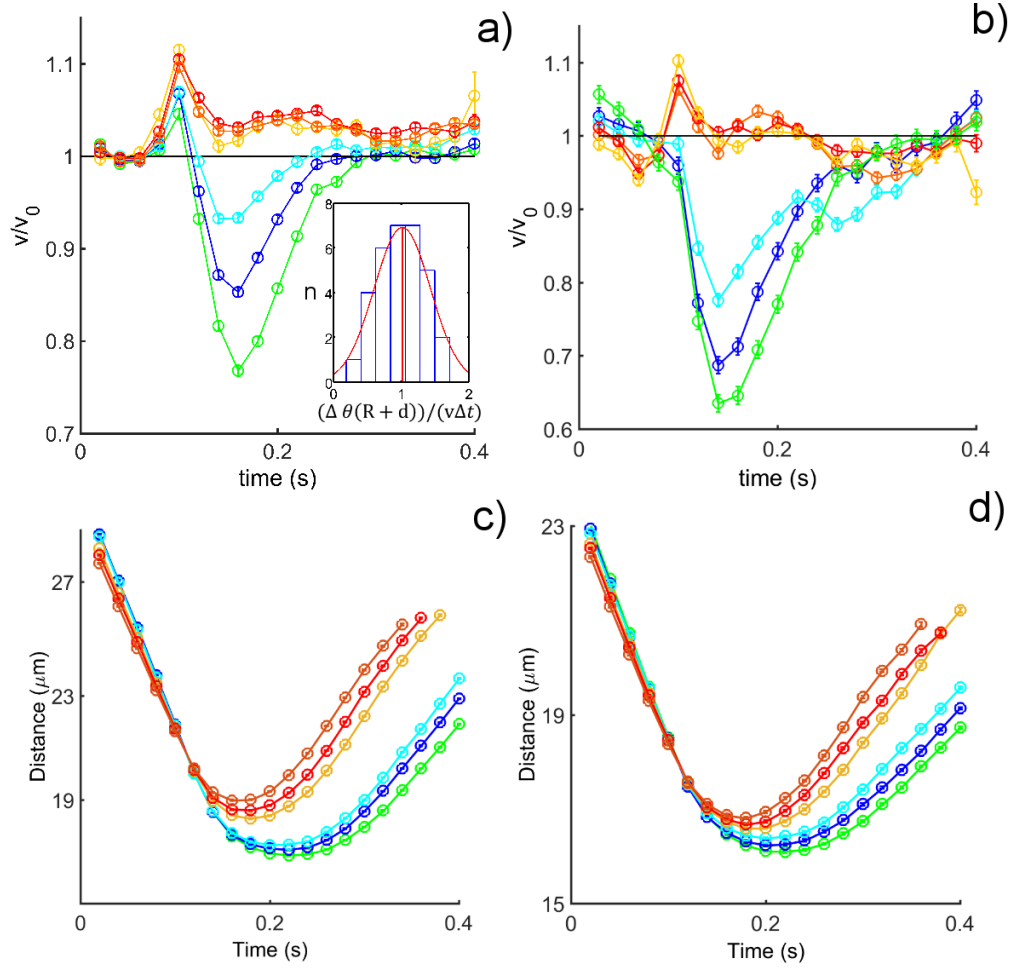 a)
1.1
1
0.9
0.8
0.7
v/v0
0 0.2 0.4
time (s)
8
6
4
2
0
n
0 1 2
(Δ θ(R + d))/(vΔt)
b)
1.1
1
0.9
0.8
0.7
0.6
v/v0
0 0.2 0.4
time (s)
c)
27
23
19
Distance (μm)
0 0.2 0.4
Time (s)
d)
23
19
15
Distance (μm)
0 0.2 0.4
Time (s)